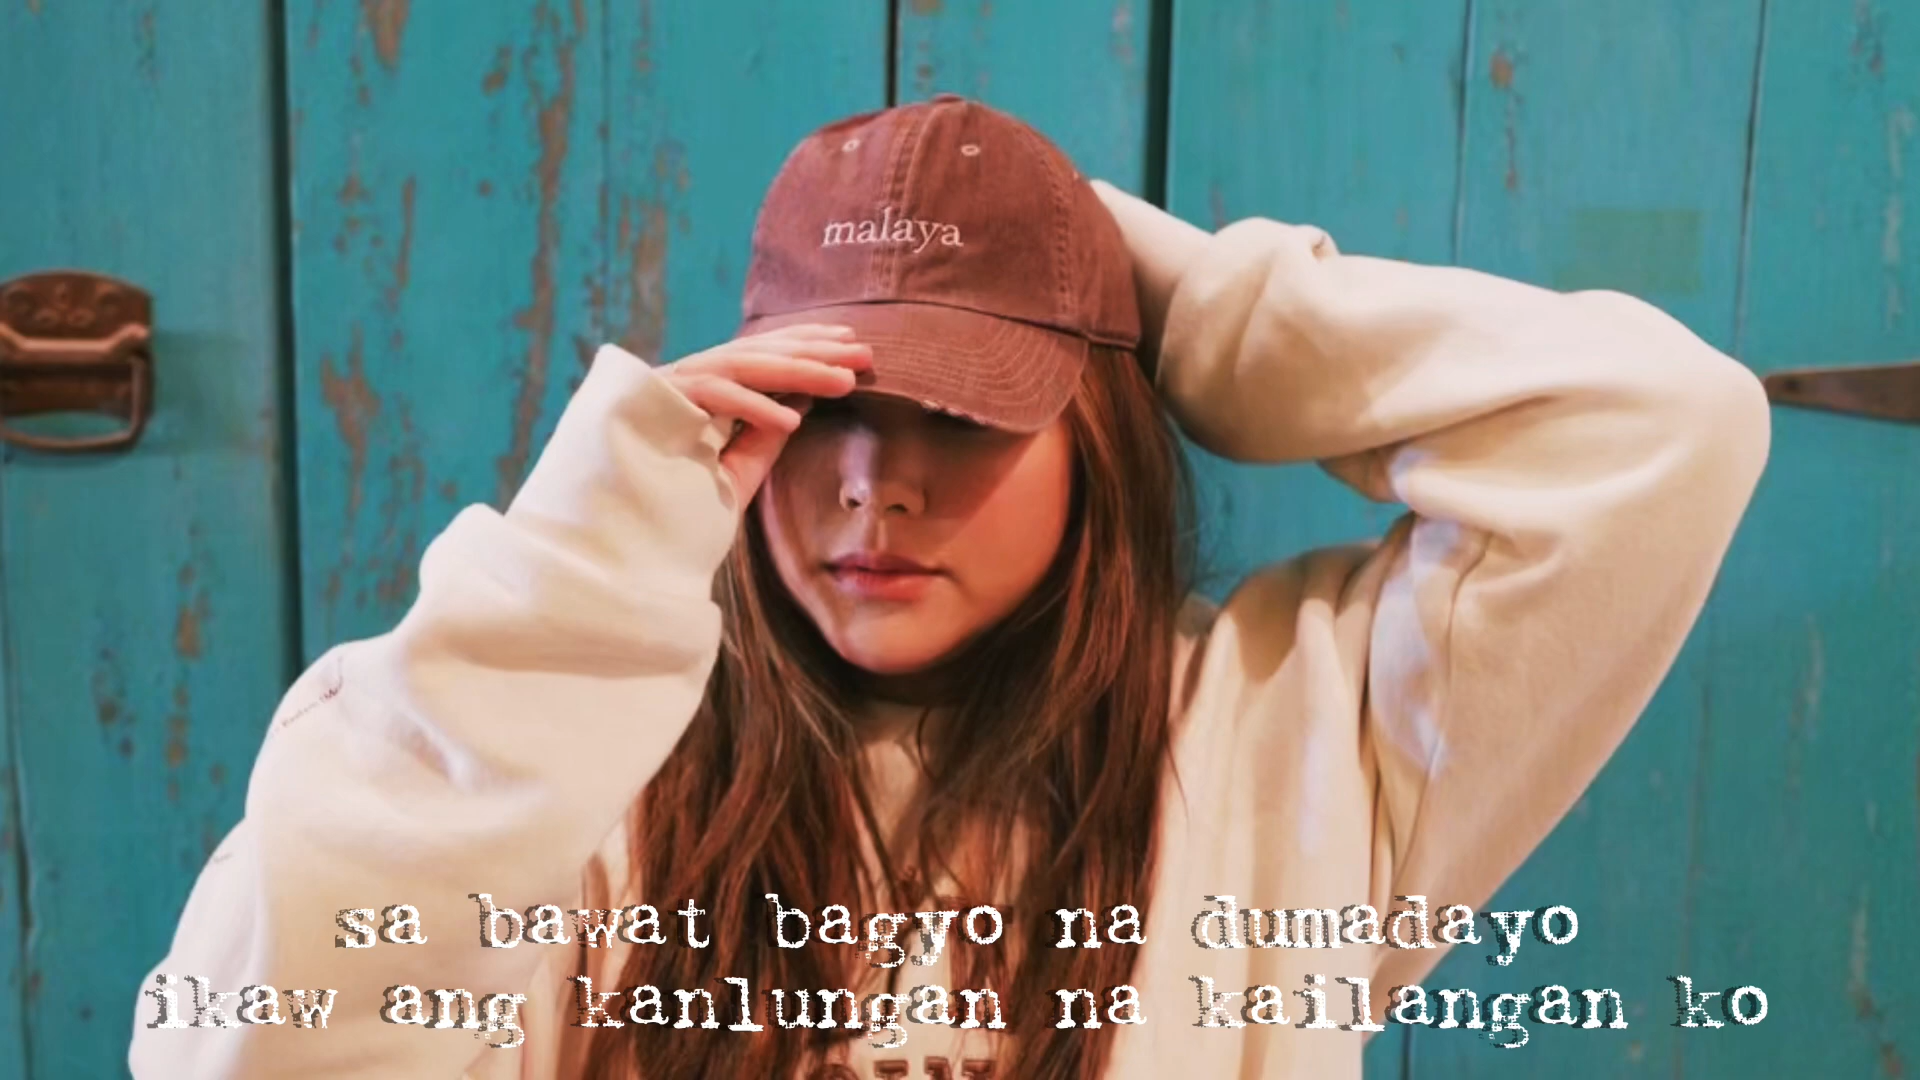 malaya
sa bawat bagyo na dumadayo
ikaw ang kanlungan na kailangan ko